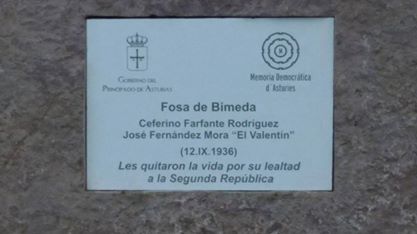 Gobierno del
Principado de Asturias
Memoria Democrática
d´Asturies
Fosa de Bimeda
Ceferino Farfante Rodríguez
José Fernández Mora "El Valentín"
(12.IX.1936)
Les quitaron la vida por su lealtad
a la Segunda República